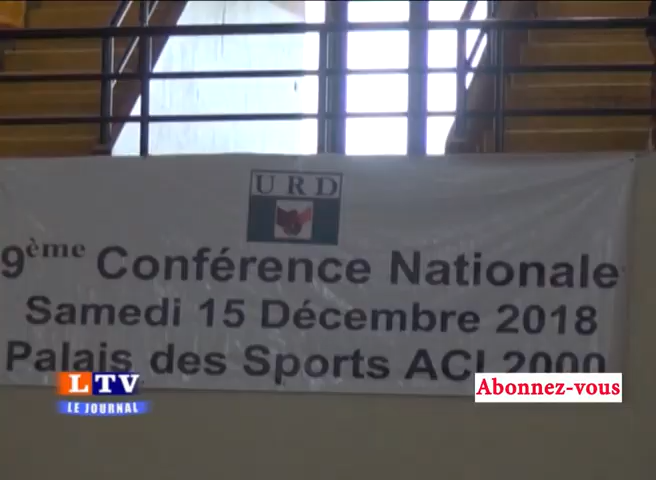 URD
9ème Conférence Nationale
Samedi 15 Décembre 2018
Palais des Sports ACI 2000
LTV
LE JOURNAL
Abonnez-vous